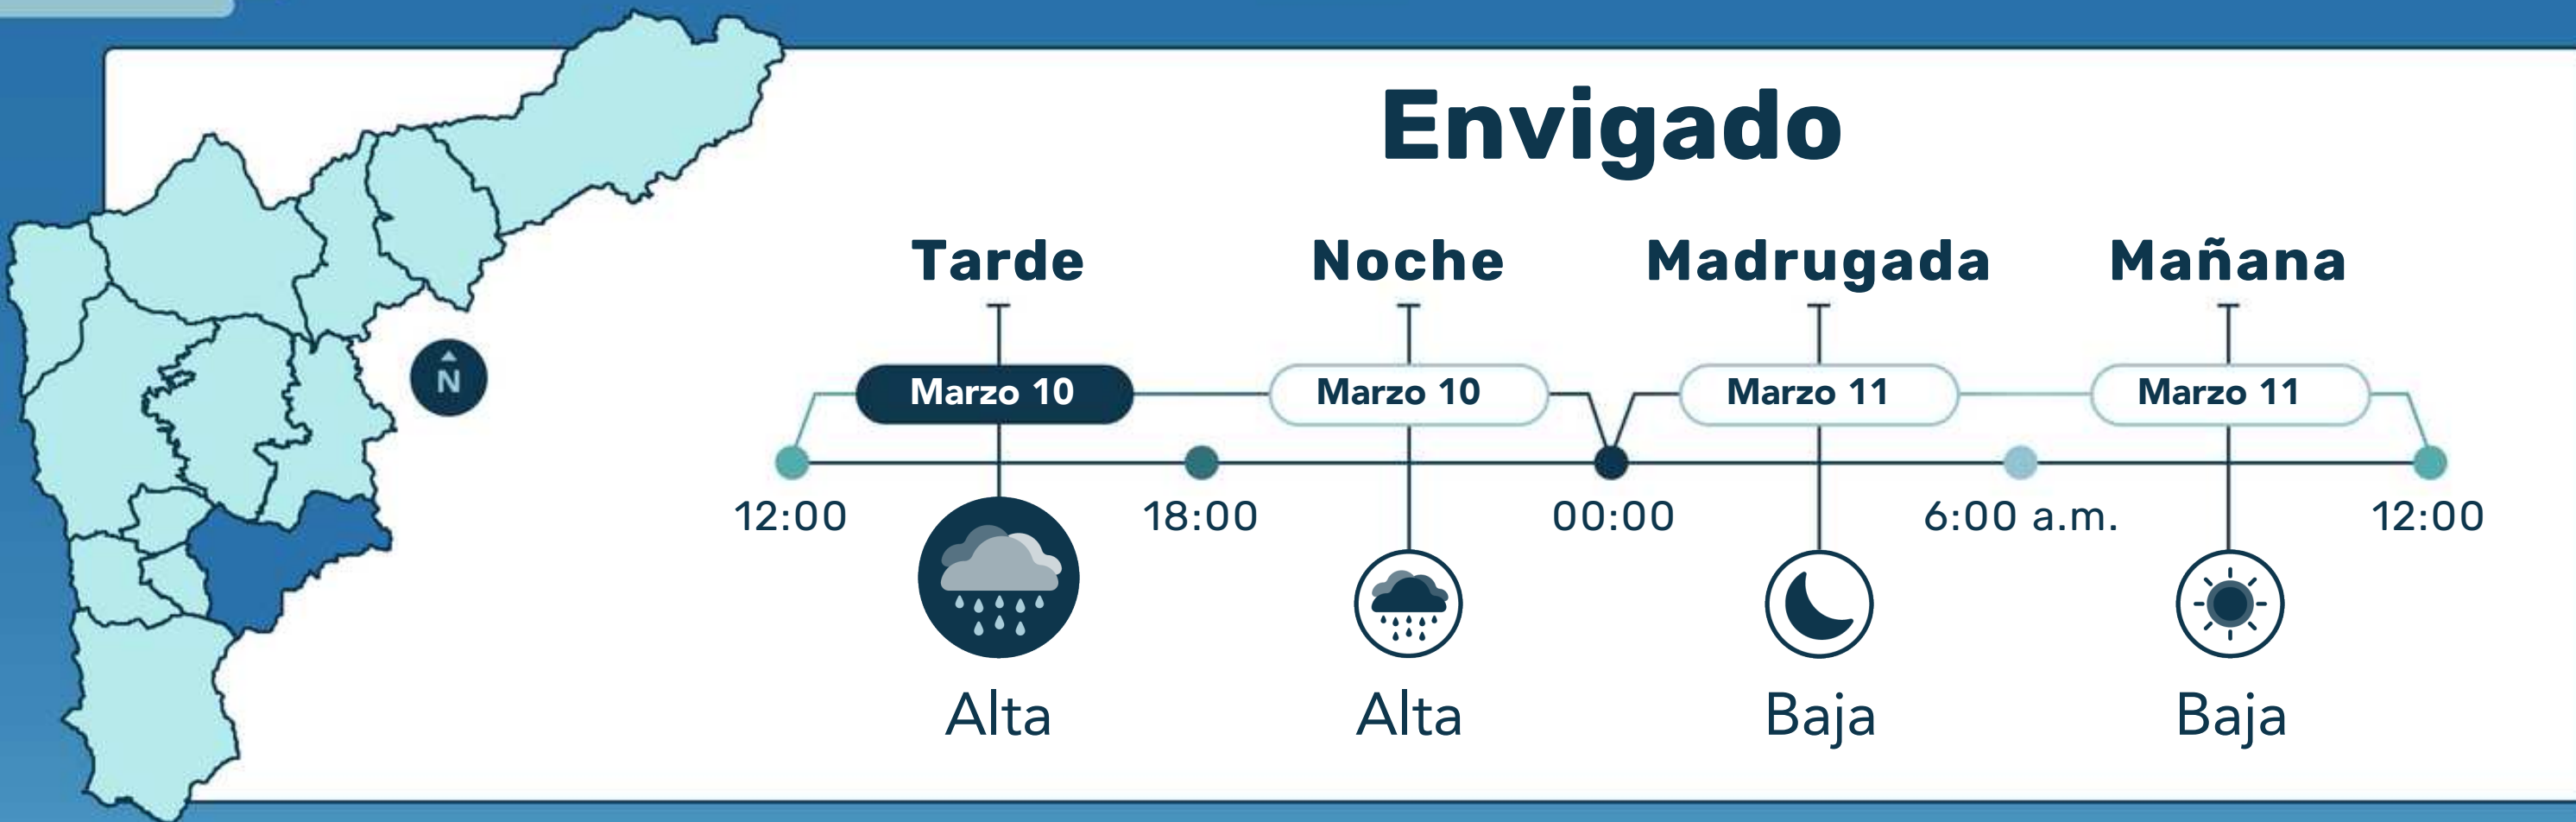 Envigado
Tarde Noche Madrugada Mañana
N
Marzo 10 Marzo 10 Marzo 11 Marzo 11
12:00 18:00 00:00 6:00 a.m. 12:00
Alta Alta Baja Baja